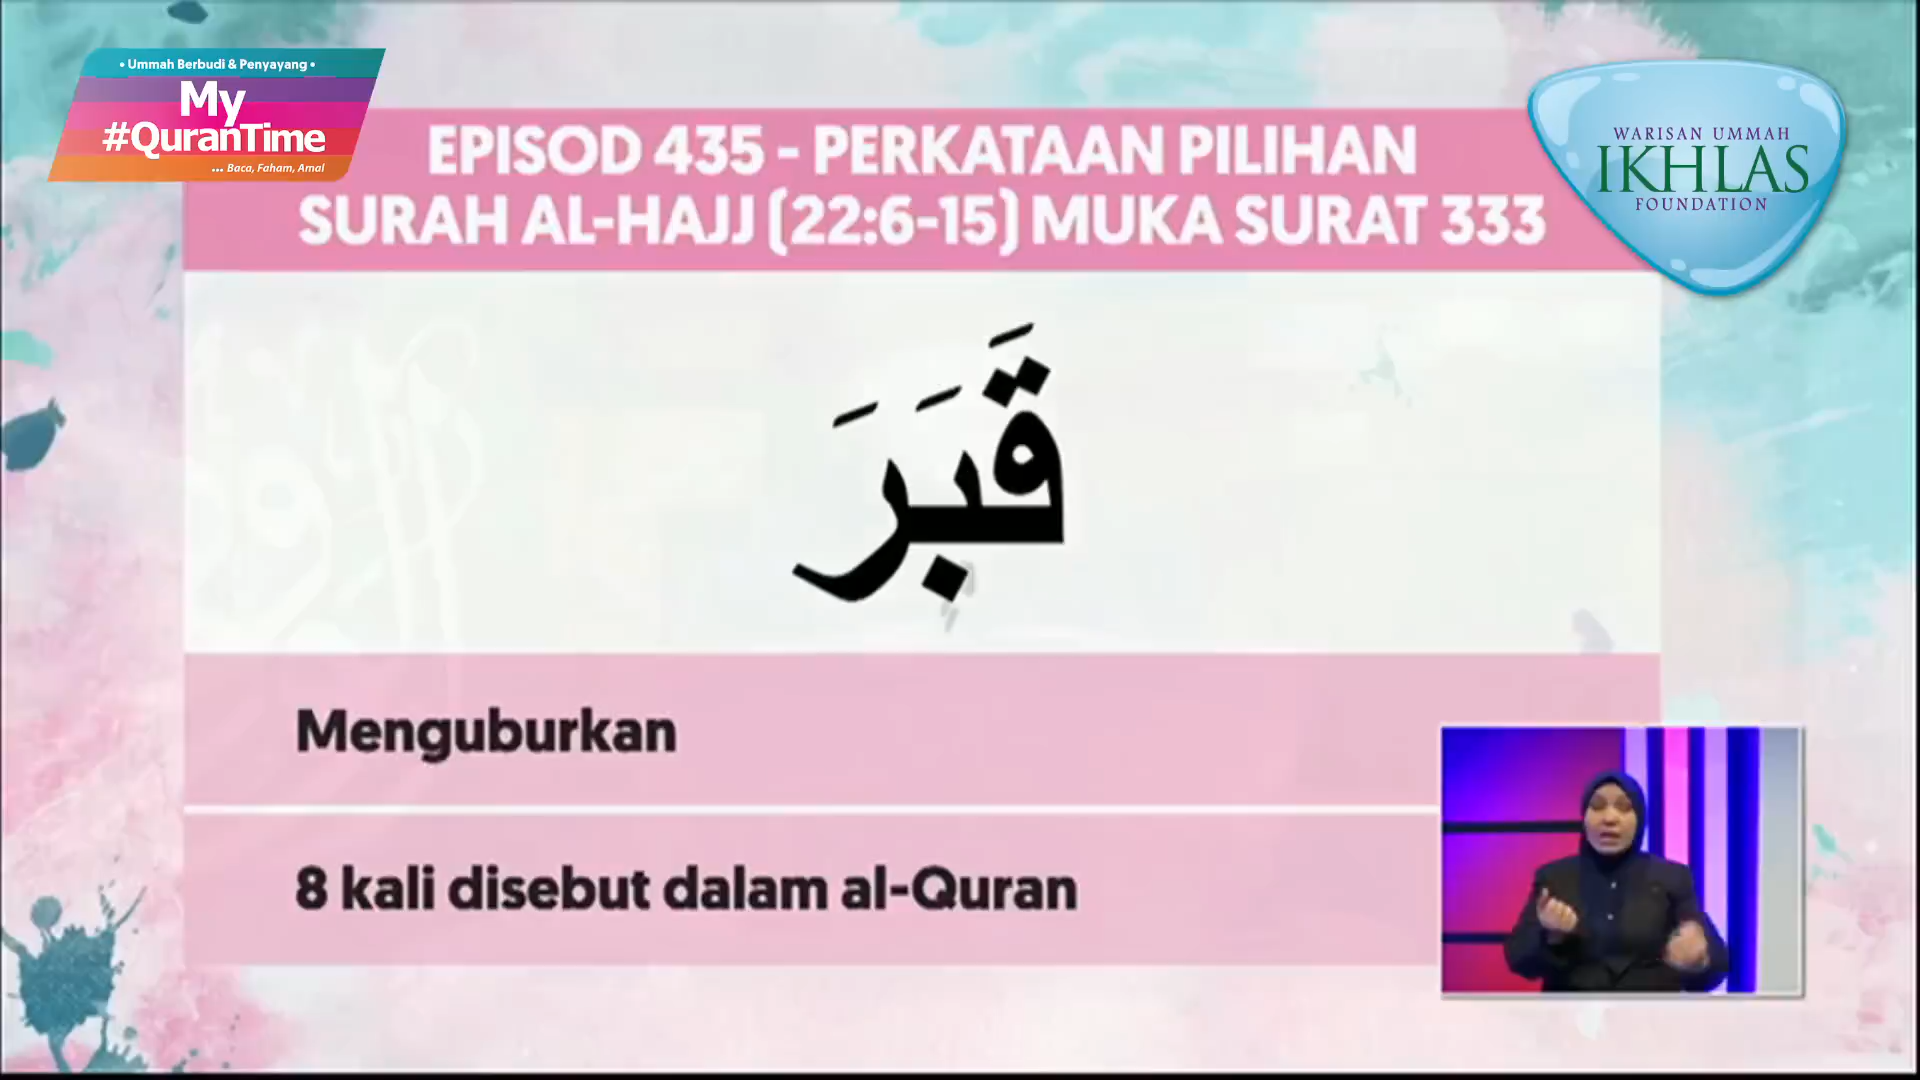 • Ummah Berbudi & Penyayang •
My
#QuranTime
... Baca, Faham, Amal
EPISOD 435 - PERKATAAN PILIHAN
SURAH AL-HAJJ (22:6-15) MUKA SURAT 333
WARISAN UMMAH
IKHLAS
FOUNDATION
قَبَرَ
Menguburkan
8 kali disebut dalam al-Quran